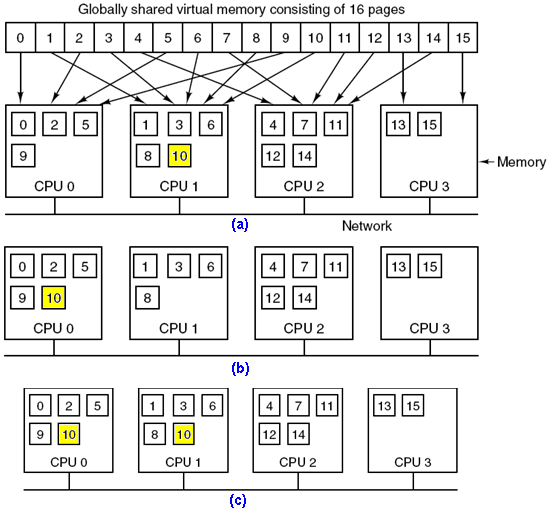 Globally shared virtual memory consisting of 16 pages
0 1 2 3 4 5 6 7 8 9 10 11 12 13 14 15
0 2 5 1 3 6 4 7 11 13 15
9 8 10 12 14
CPU 0 CPU 1 CPU 2 CPU 3
Memory
(a)
Network
0 2 5 1 3 6 4 7 11 13 15
9 10 8 12 14
CPU 0 CPU 1 CPU 2 CPU 3
(b)
0 2 5 1 3 6 4 7 11 13 15
9 10 8 10 12 14
CPU 0 CPU 1 CPU 2 CPU 3
(c)